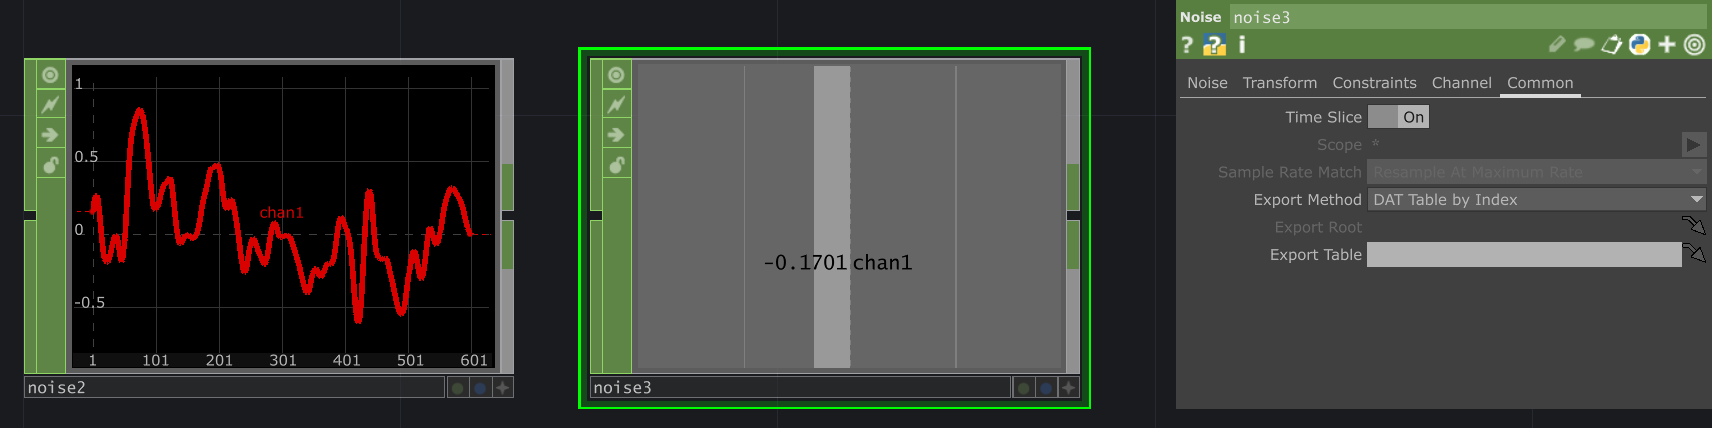 1
0.5
0
-0.5
chan1
1 101 201 301 401 501 601
noise2
-0.1701 chan1
noise3
Noise noise3
? ? i
Noise Transform Constraints Channel Common
Time Slice On
Scope *
Sample Rate Match Resample At Maximum Rate
Export Method DAT Table by Index
Export Root
Export Table